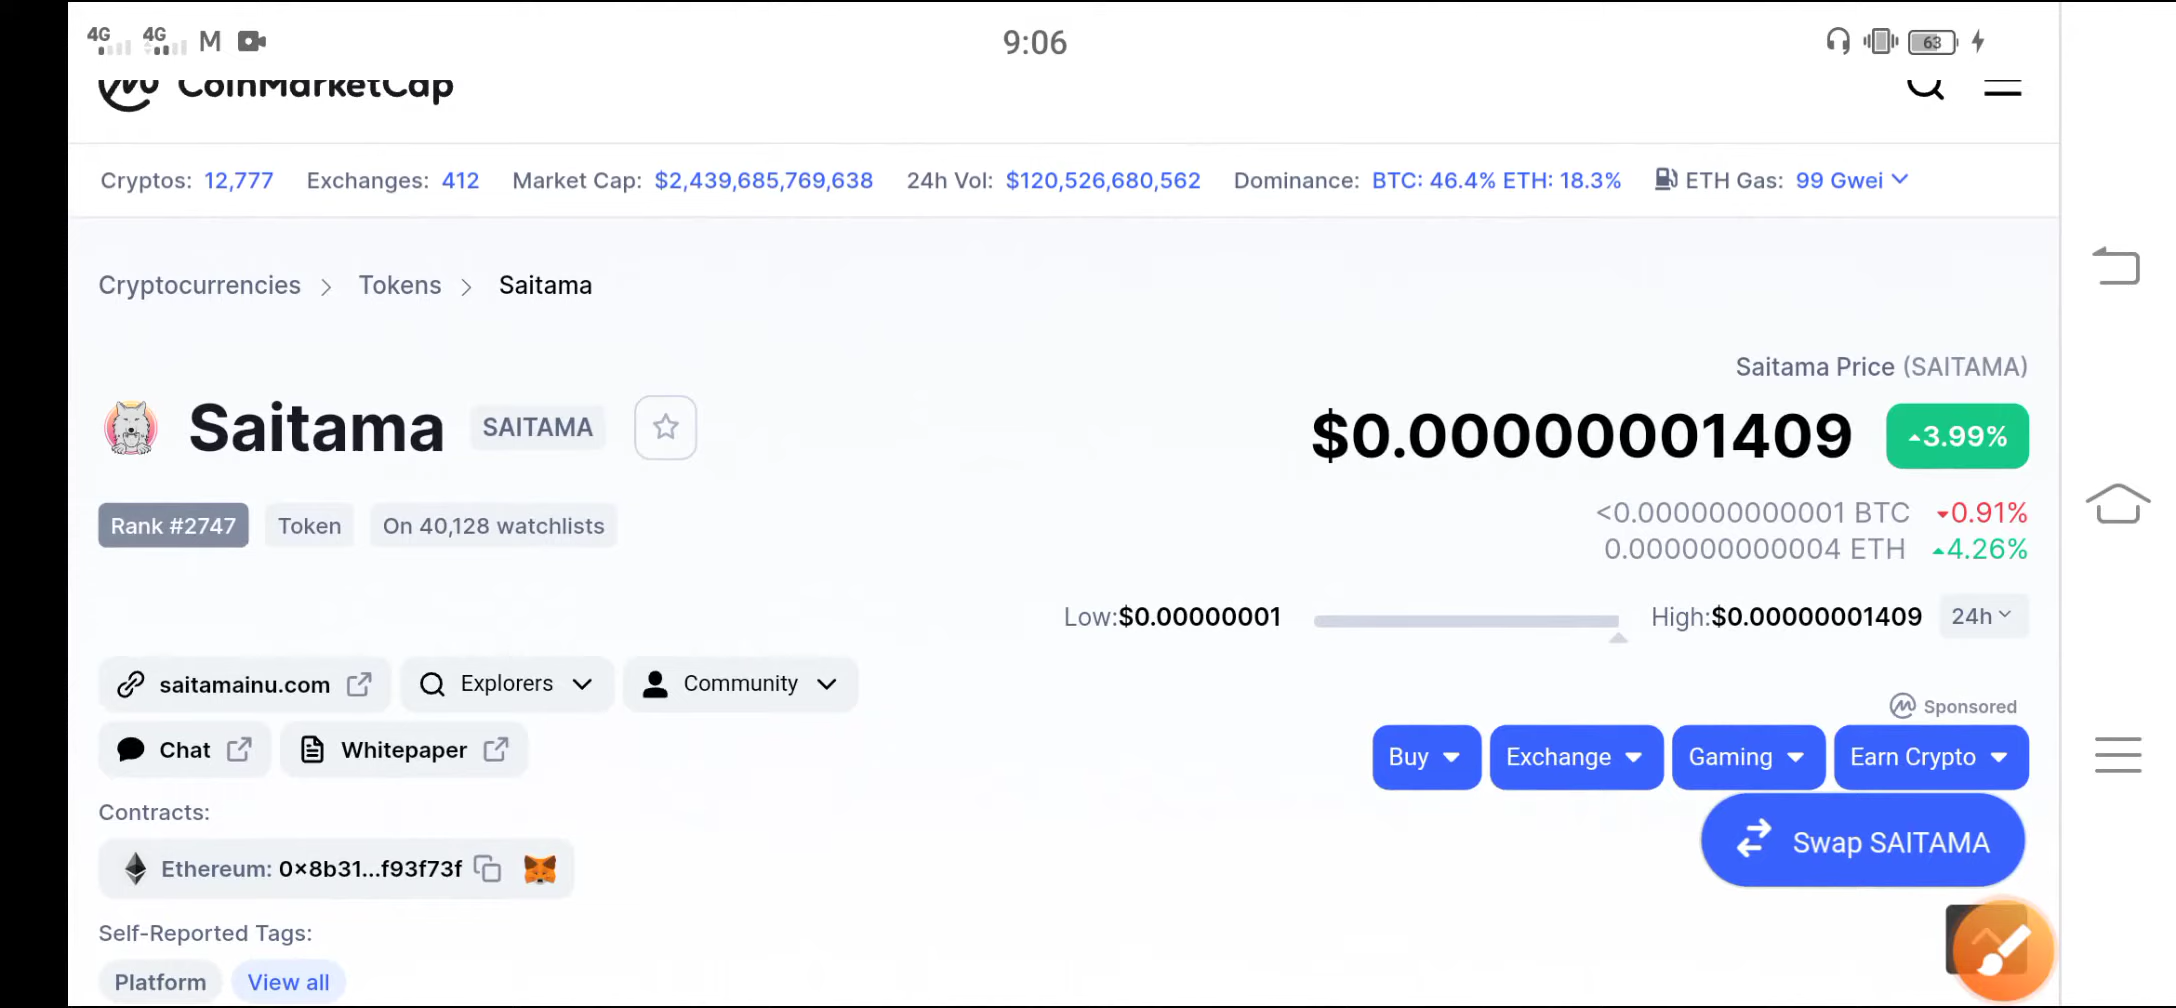 4G 4G M 9:06 63
CoinMarketCap
Cryptos: 12,777 Exchanges: 412 Market Cap: $2,439,685,769,638 24h Vol: $120,526,680,562 Dominance: BTC: 46.4% ETH: 18.3% ETH Gas: 99 Gwei
Cryptocurrencies > Tokens > Saitama
Saitama Price (SAITAMA)
Saitama SAITAMA $0.00000001409 3.99%
Rank #2747 Token On 40,128 watchlists
<0.000000000001 BTC 0.91%
0.000000000004 ETH 4.26%
Low:$0.00000001 High:$0.00000001409 24h
saitamainu.com Explorers Community
Sponsored
Chat Whitepaper
Buy Exchange Gaming Earn Crypto
Contracts:
Swap SAITAMA
Ethereum: 0x8b31...f93f73f
Self-Reported Tags:
Platform View all